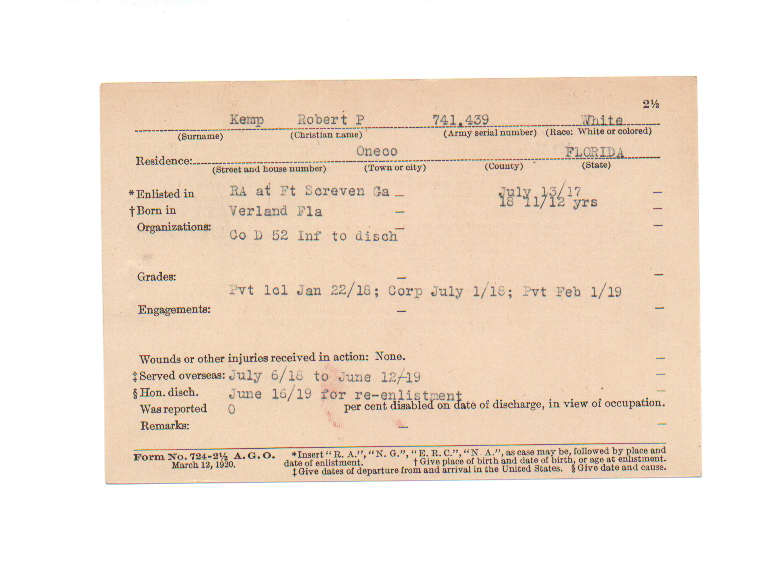 2½
Kemp Robert P 741,439 White
(Surname) (Christian name) (Army serial number) (Race: White or colored)
Residence: Oneco FLORIDA
(Street and house number) (Town or city) (County) (State)
*Enlisted in RA at Ft Screven Ga – July 13/17 –
†Born in Verland Fla – 18 11/12 yrs –
Organizations: – –
Co D 52 Inf to disch
Grades: – –
Pvt 1cl Jan 22/18; Corp July 1/18; Pvt Feb 1/19
Engagements: – –
Wounds or other injuries received in action: None. –
‡Served overseas: July 6/18 to June 12/19 –
§Hon. disch. June 16/19 for re-enlistment –
Was reported 0 per cent disabled on date of discharge, in view of occupation.
Remarks: – –
Form No. 724-2½ A. G. O. *Insert "R. A.", "N. G.", "E. R. C.", "N A.", as case may be, followed by place and
March 12, 1920. date of enlistment. †Give place of birth and date of birth, or age at enlistment.
‡Give dates of departure from and arrival in the United States. §Give date and cause.